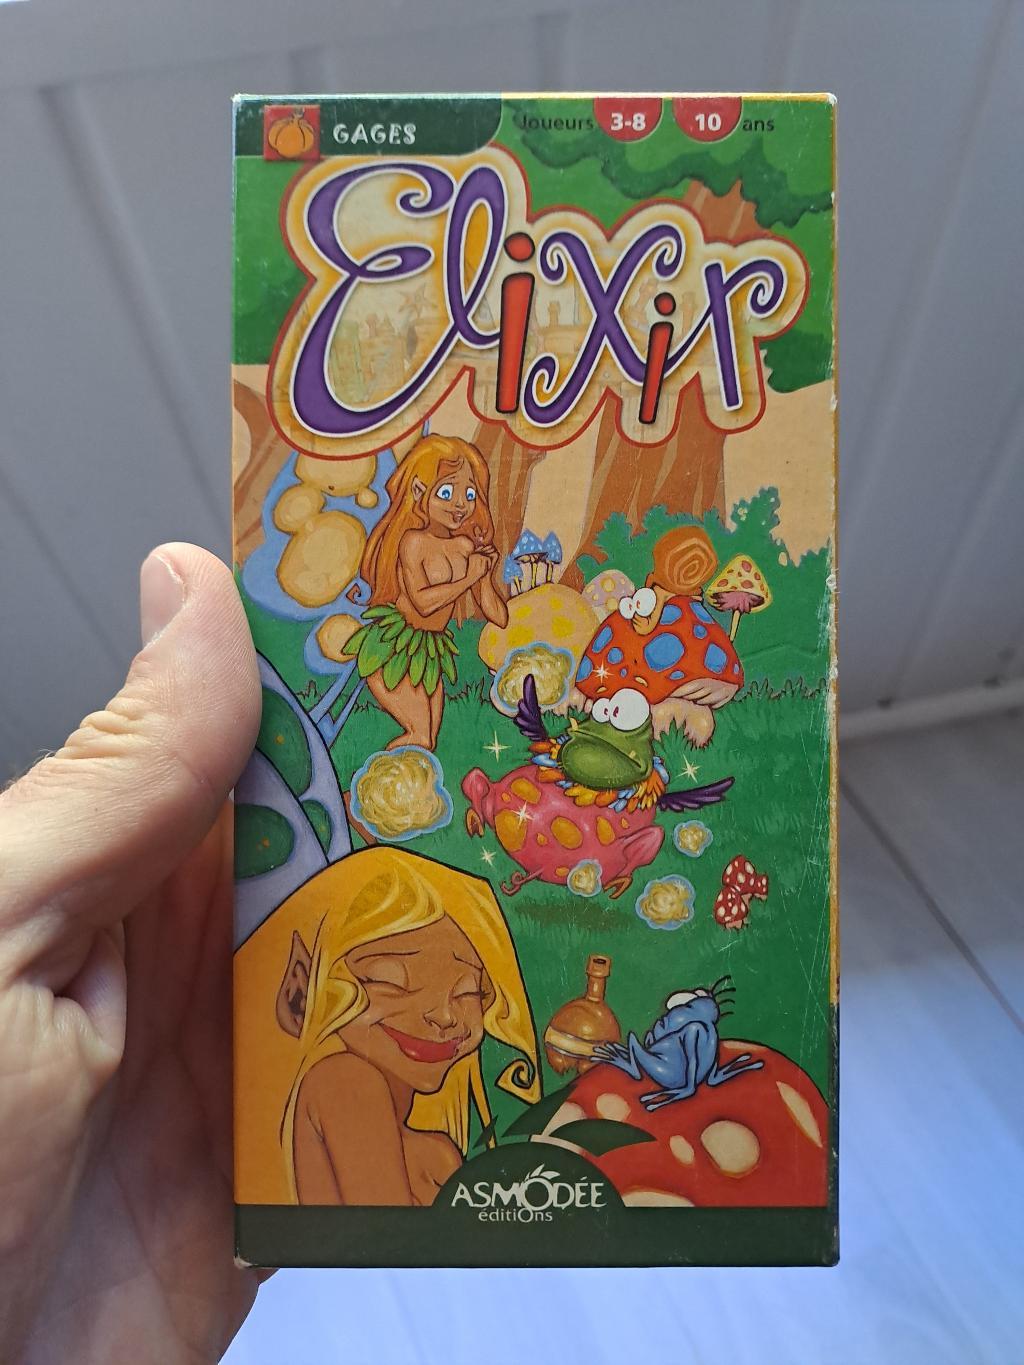 GAGES
Joueurs 3-8 10 ans
Elixir
ASMODÉE
éditiOns